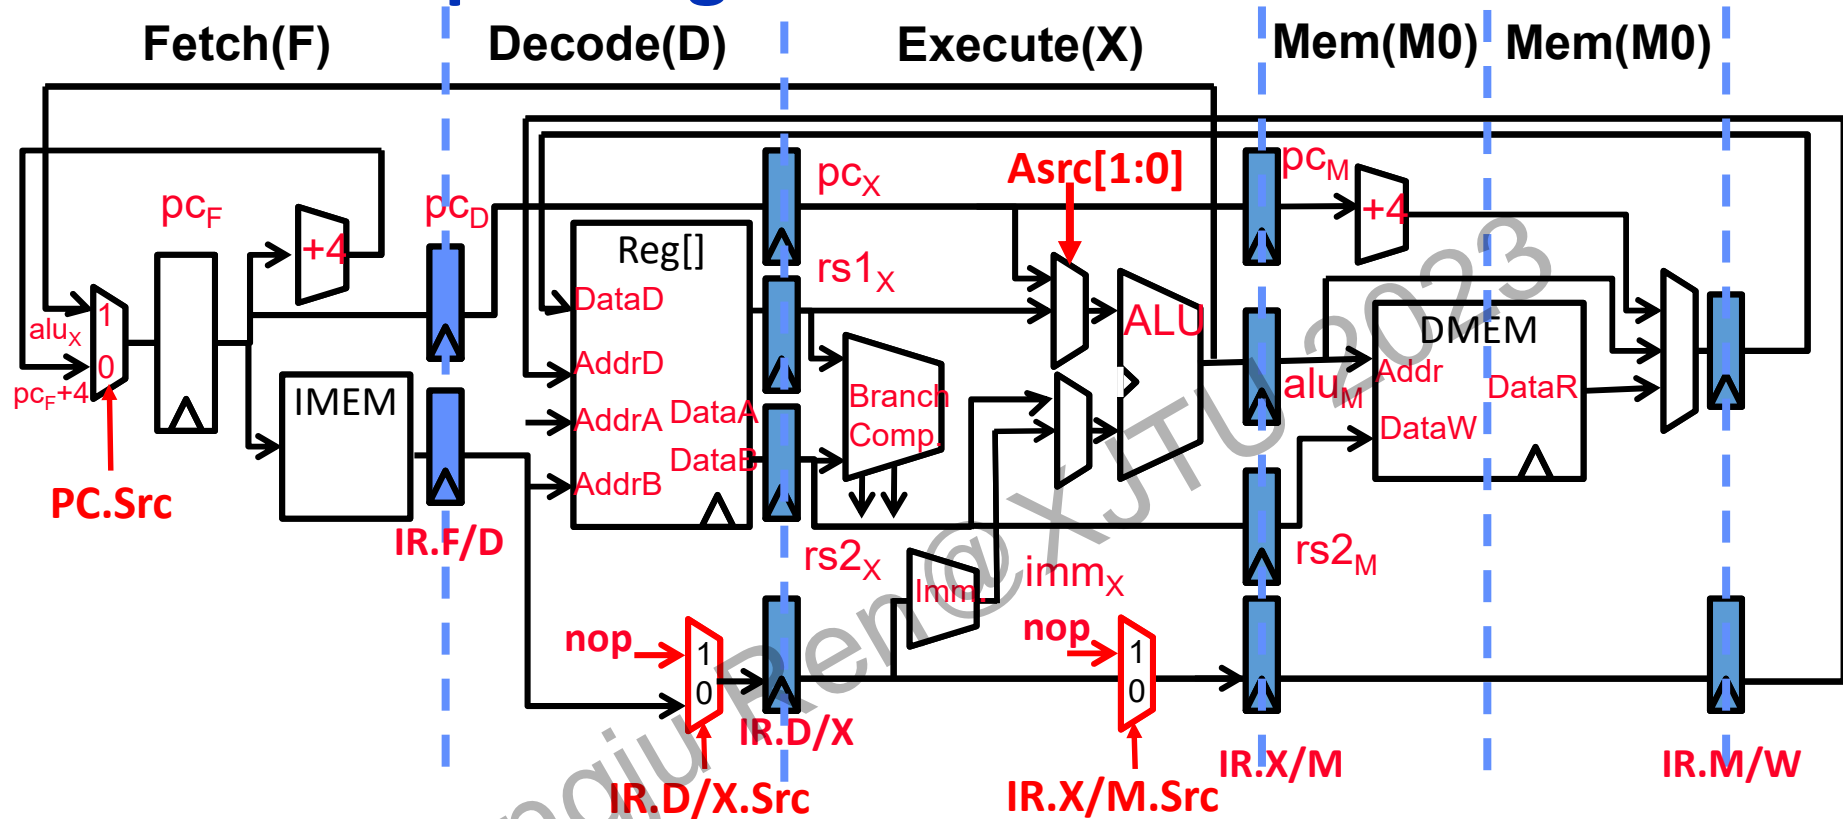 Fetch(F)
Decode(D)
Execute(X)
Mem(M0)
Mem(M0)
pcF
+4
pcD
Reg[]
DataD
AddrD
AddrA
DataA
DataB
AddrB
pcX
rs1X
Asrc[1:0]
ALU
Branch
Comp.
pcM
+4
DMEM
Addr
DataR
DataW
aluM
aluX
pcF+4
1
0
IMEM
PC.Src
IR.F/D
rs2X
Imm.
immX
rs2M
nop
1
0
IR.D/X
IR.D/X.Src
nop
1
0
IR.X/M.Src
IR.X/M
IR.M/W
Ren@XJTU 2023